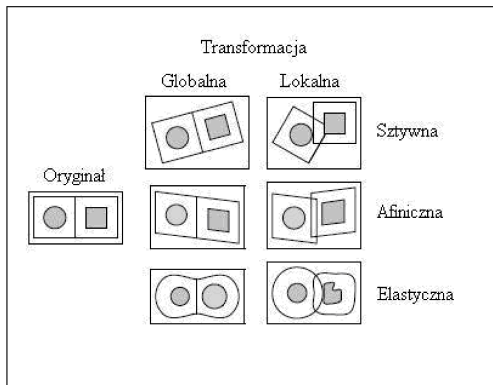 Transformacja
Globalna Lokalna
Sztywna
Oryginał
Afiniczna
Elastyczna